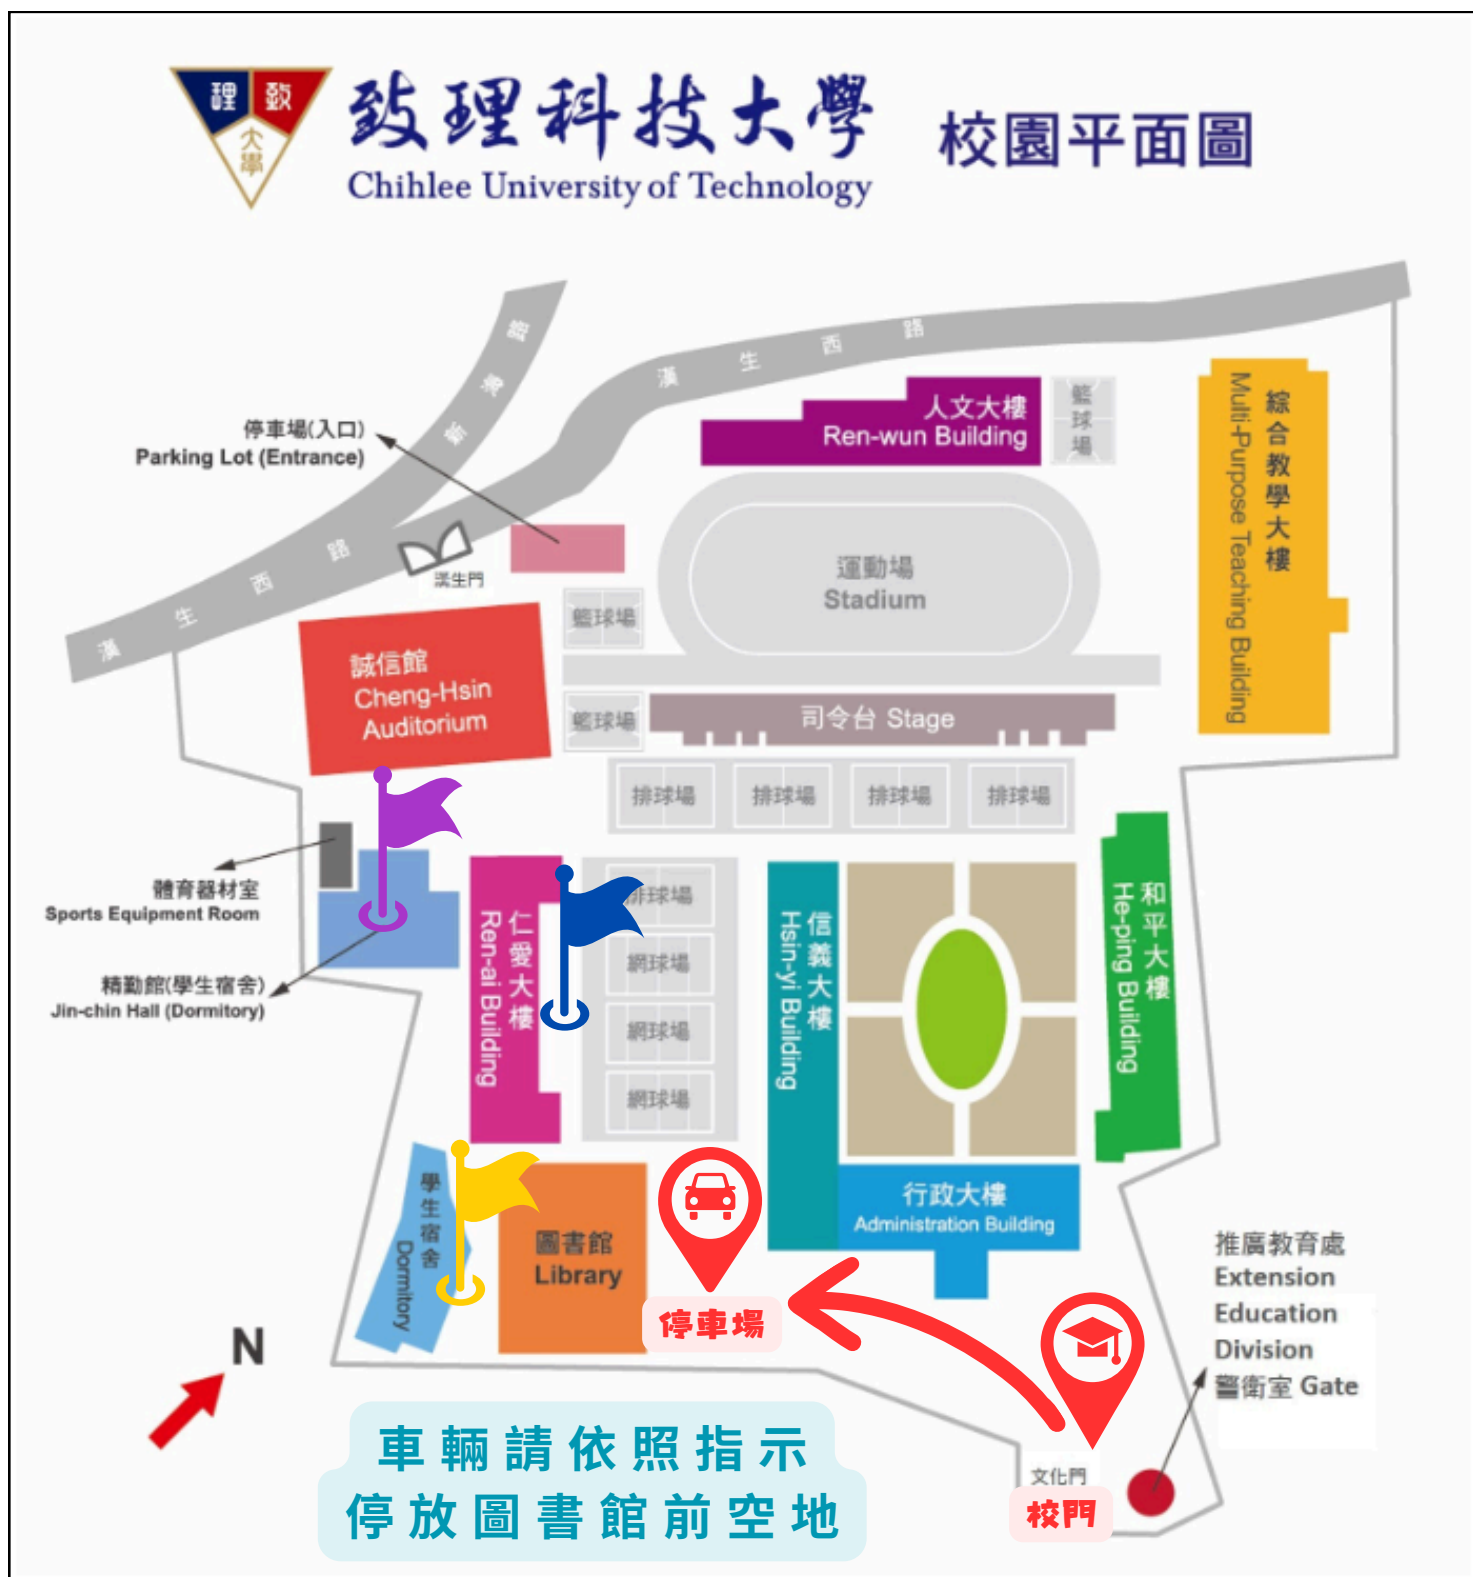 理 致
大學
致理科技大學 校園平面圖
Chihlee University of Technology
新海路
漢生西路
漢生西路
停車場(入口)
Parking Lot (Entrance)
漢生門
人文大樓
Ren-wun Building
籃球場
綜合教學大樓
Multi-Purpose Teaching Building
運動場
Stadium
籃球場
誠信館
Cheng-Hsin
Auditorium
籃球場
司令台 Stage
排球場 排球場 排球場 排球場
體育器材室
Sports Equipment Room
精勤館(學生宿舍)
Jin-chin Hall (Dormitory)
仁愛大樓
Ren-ai Building
排球場
網球場
網球場
網球場
信義大樓
Hsin-yi Building
和平大樓
He-ping Building
學生宿舍
Dormitory
圖書館
Library
停車場
行政大樓
Administration Building
推廣教育處
Extension
Education
Division
警衛室 Gate
N
文化門
校門
車輛請依照指示
停放圖書館前空地